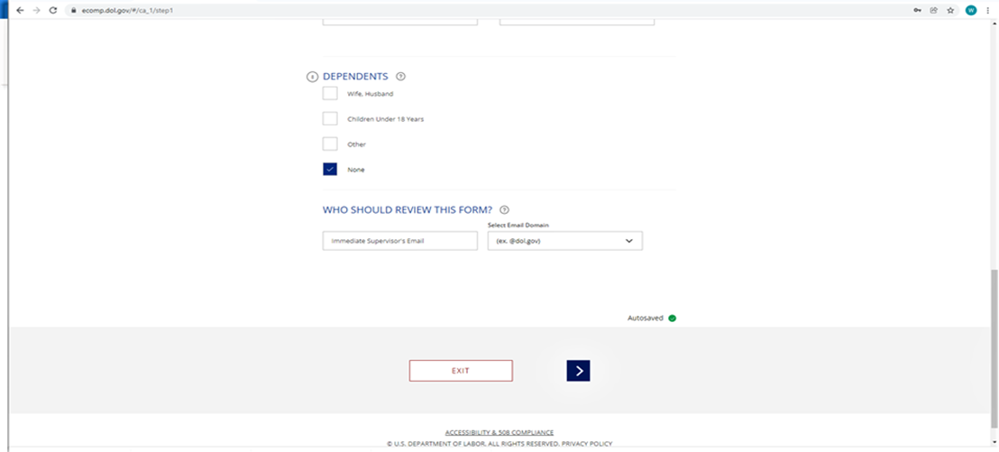 ecomp.dol.gov/#/ca_1/step1
W
DEPENDENTS ?
Wife, Husband
Children Under 18 Years
Other
None
WHO SHOULD REVIEW THIS FORM? ?
Select Email Domain
Immediate Supervisor's Email (ex. @dol.gov)
Autosaved
EXIT
ACCESSIBILITY & 508 COMPLIANCE
© U.S. DEPARTMENT OF LABOR. ALL RIGHTS RESERVED. PRIVACY POLICY